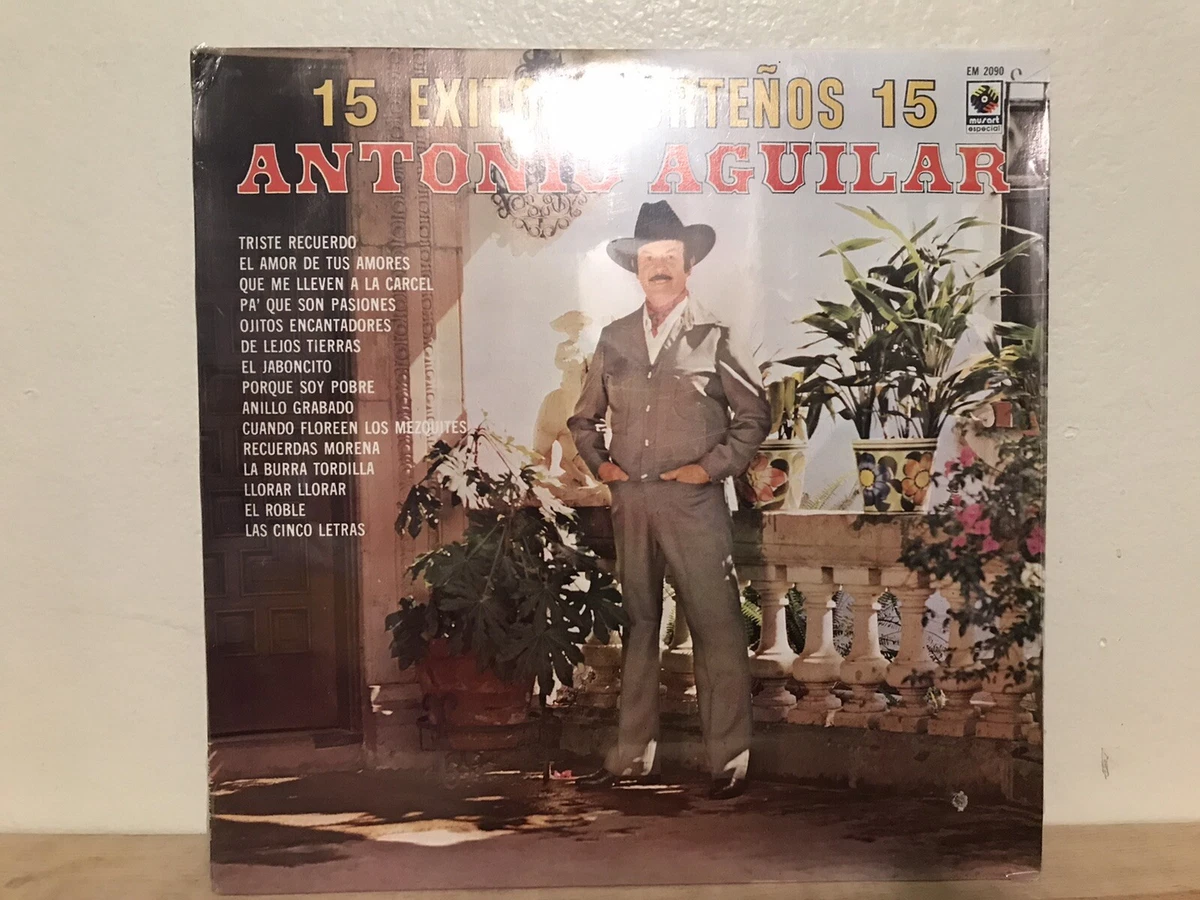 EM 2090
musart
especial
15 EXITOS NORTEÑOS 15
ANTONIO AGUILAR
TRISTE RECUERDO
EL AMOR DE TUS AMORES
QUE ME LLEVEN A LA CARCEL
PA' QUE SON PASIONES
OJITOS ENCANTADORES
DE LEJOS TIERRAS
EL JABONCITO
PORQUE SOY POBRE
ANILLO GRABADO
CUANDO FLOREEN LOS MEZQUITES
RECUERDAS MORENA
LA BURRA TORDILLA
LLORAR LLORAR
EL ROBLE
LAS CINCO LETRAS